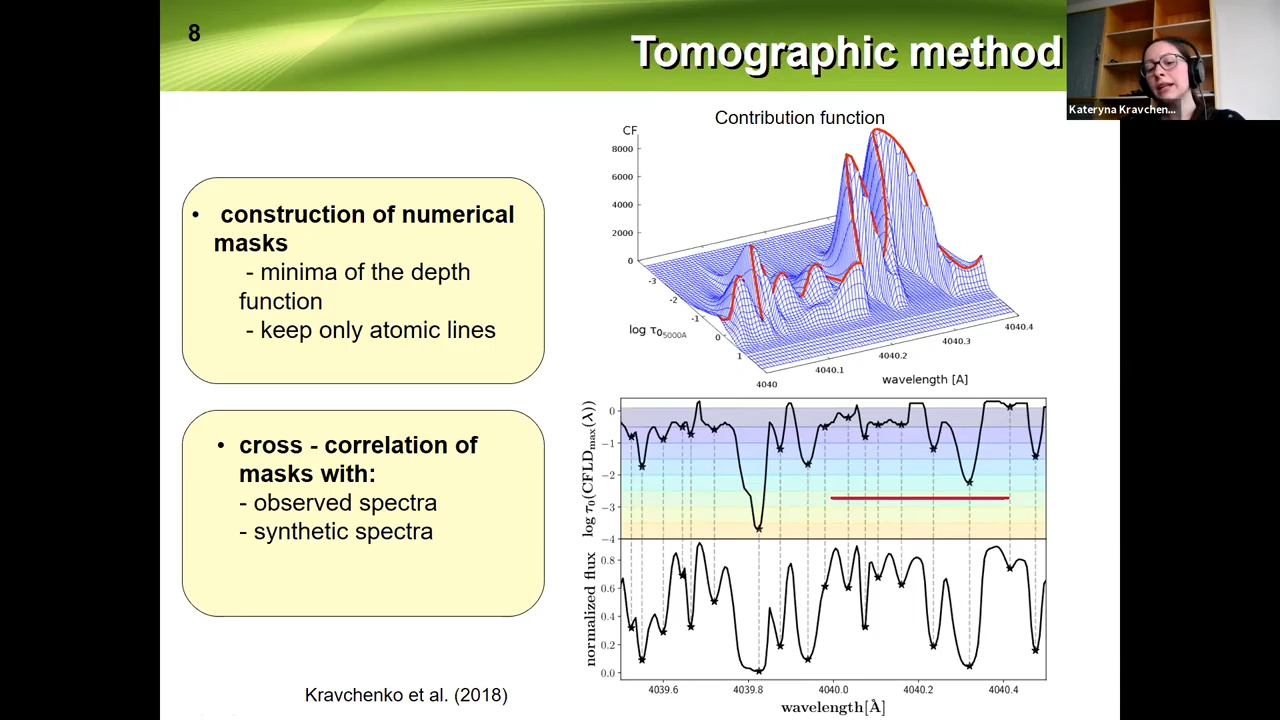 8
Tomographic method
Kateryna Kravchen...
Contribution function
• construction of numerical
masks
- minima of the depth
function
- keep only atomic lines
• cross - correlation of
masks with:
- observed spectra
- synthetic spectra
Kravchenko et al. (2018)
CF
8000
6000
4000
2000
0
-3
-2
-1
0
1
log τ₀5000A
4040
4040.1
4040.2
4040.3
4040.4
wavelength [A]
log τ₀(CFLDmax(λ))
0
−1
−2
−3
−4
normalized flux
0.8
0.6
0.4
0.2
0.0
4039.6
4039.8
4040.0
4040.2
4040.4
wavelength[Å]